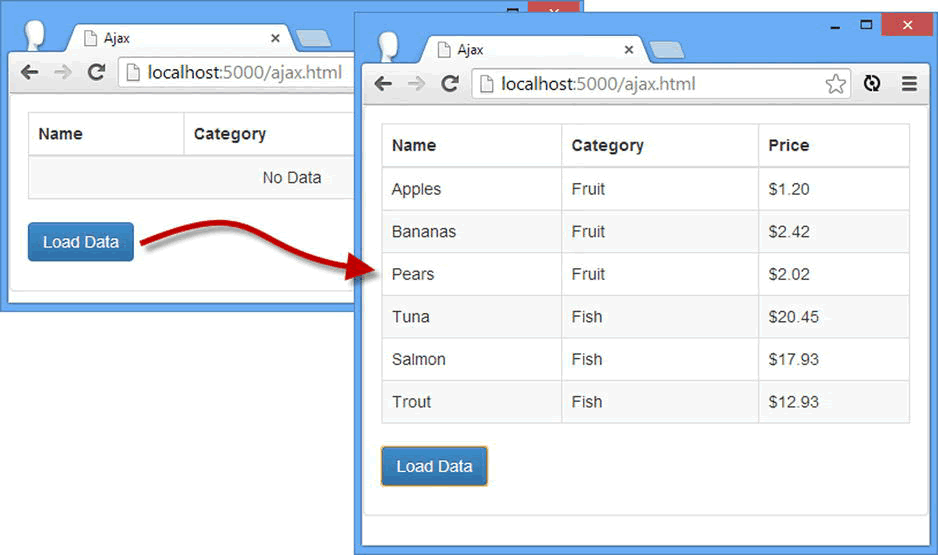 Ajax
localhost:5000/ajax.html
Name Category
No Data
Load Data
Ajax
localhost:5000/ajax.html
Name Category Price
Apples Fruit $1.20
Bananas Fruit $2.42
Pears Fruit $2.02
Tuna Fish $20.45
Salmon Fish $17.93
Trout Fish $12.93
Load Data